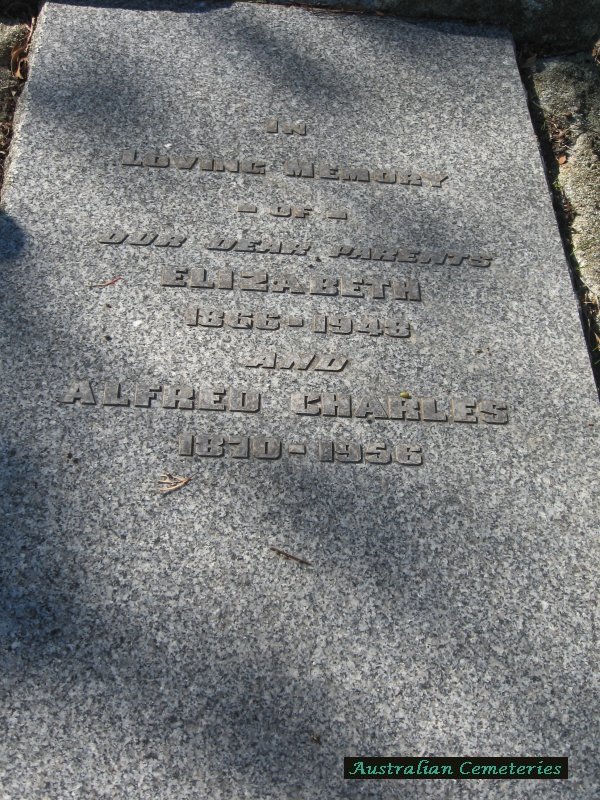 IN
LOVING MEMORY
- OF -
OUR DEAR PARENTS
ELIZABETH
1866 - 1948
AND
ALFRED CHARLES
1870 - 1956
Australian Cemeteries